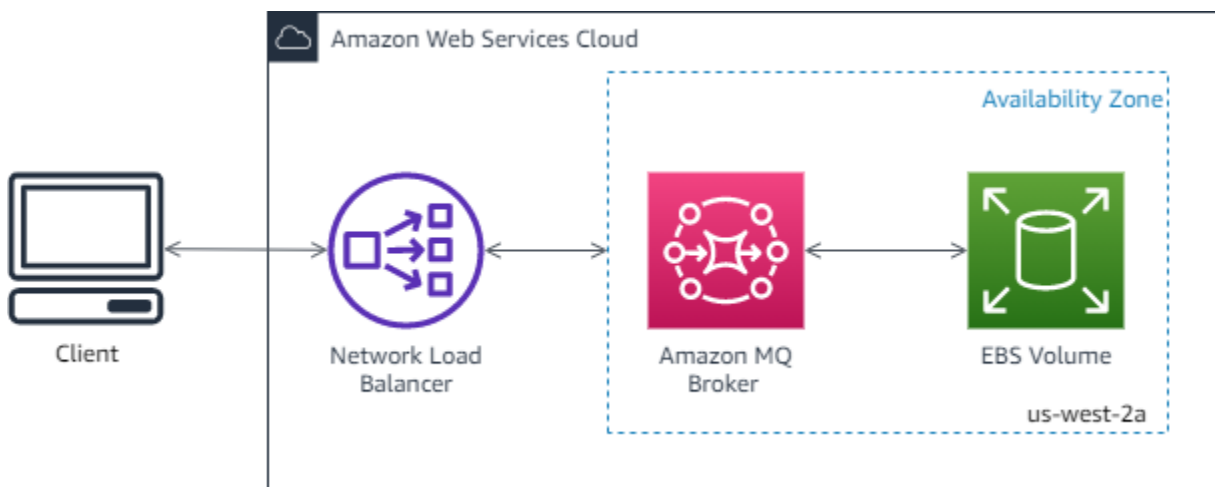 Amazon Web Services Cloud
Availability Zone
Client
Network Load
Balancer
Amazon MQ
Broker
EBS Volume
us-west-2a